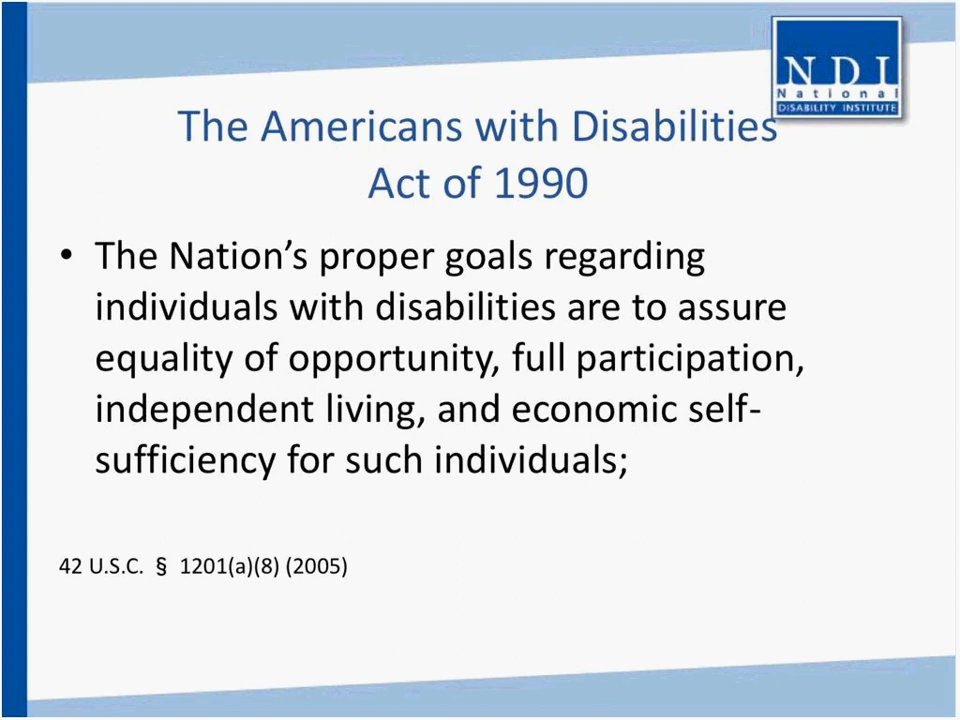 NDI
National
DISABILITY INSTITUTE
The Americans with Disabilities
Act of 1990
• The Nation’s proper goals regarding
individuals with disabilities are to assure
equality of opportunity, full participation,
independent living, and economic self-
sufficiency for such individuals;
42 U.S.C. § 1201(a)(8) (2005)